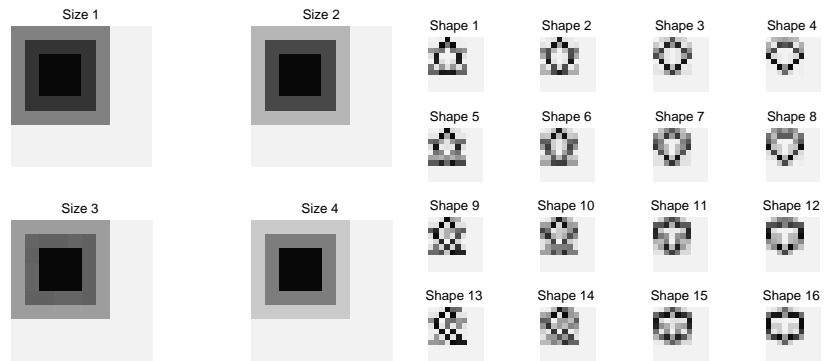 Size 1
Size 2
Shape 1
Shape 2
Shape 3
Shape 4
Shape 5
Shape 6
Shape 7
Shape 8
Size 3
Size 4
Shape 9
Shape 10
Shape 11
Shape 12
Shape 13
Shape 14
Shape 15
Shape 16